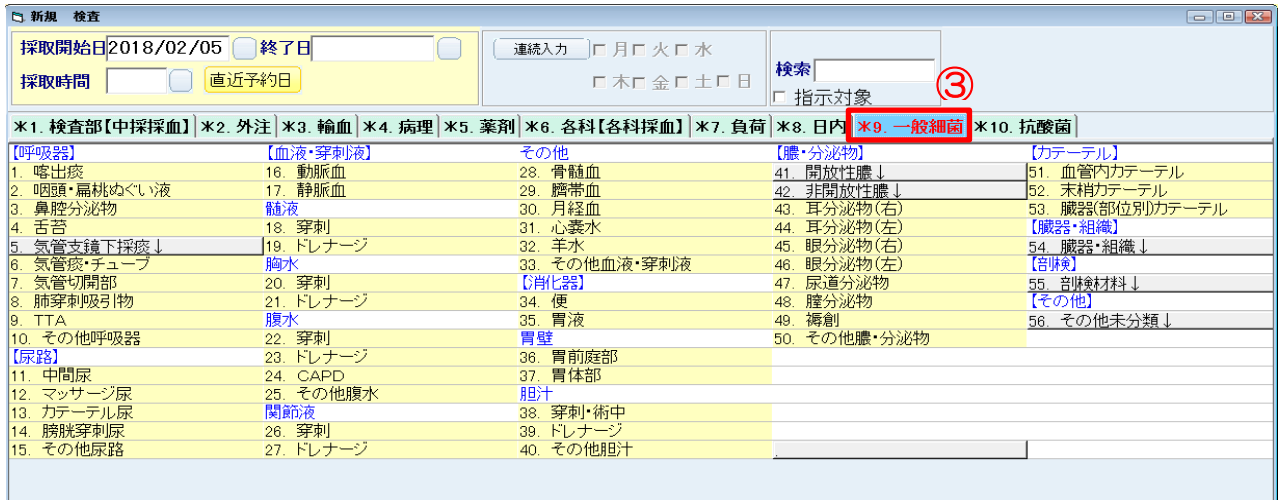 新規 検査
採取開始日 2018/02/05 終了日
採取時間 直近予約日
連続入力 月 火 水
木 金 土 日
検索
指示対象
③
*1. 検査部【中採採血】 *2. 外注 *3. 輸血 *4. 病理 *5. 薬剤 *6. 各科【各科採血】 *7. 負荷 *8. 日内 *9. 一般細菌 *10. 抗酸菌
【呼吸器】
1. 喀出痰
2. 咽頭・扁桃ぬぐい液
3. 鼻腔分泌物
4. 舌苔
5. 気管支鏡下採痰↓
6. 気管痰・チューブ
7. 気管切開部
8. 肺穿刺吸引物
9. TTA
10. その他呼吸器
【尿路】
11. 中間尿
12. マッサージ尿
13. カテーテル尿
14. 膀胱穿刺尿
15. その他尿路
【血液・穿刺液】
16. 動脈血
17. 静脈血
髄液
18. 穿刺
19. ドレナージ
胸水
20. 穿刺
21. ドレナージ
腹水
22. 穿刺
23. ドレナージ
24. CAPD
25. その他腹水
関節液
26. 穿刺
27. ドレナージ
その他
28. 骨髄血
29. 臍帯血
30. 月経血
31. 心嚢水
32. 羊水
33. その他血液・穿刺液
【消化器】
34. 便
35. 胃液
胃壁
36. 胃前庭部
37. 胃体部
胆汁
38. 穿刺・術中
39. ドレナージ
40. その他胆汁
【膿・分泌物】
41. 開放性膿↓
42. 非開放性膿↓
43. 耳分泌物(右)
44. 耳分泌物(左)
45. 眼分泌物(右)
46. 眼分泌物(左)
47. 尿道分泌物
48. 膣分泌物
49. 褥創
50. その他膿・分泌物
.
【カテーテル】
51. 血管内カテーテル
52. 末梢カテーテル
53. 臓器(部位別)カテーテル
【臓器・組織】
54. 臓器・組織↓
【剖検】
55. 剖検材料↓
【その他】
56. その他未分類↓